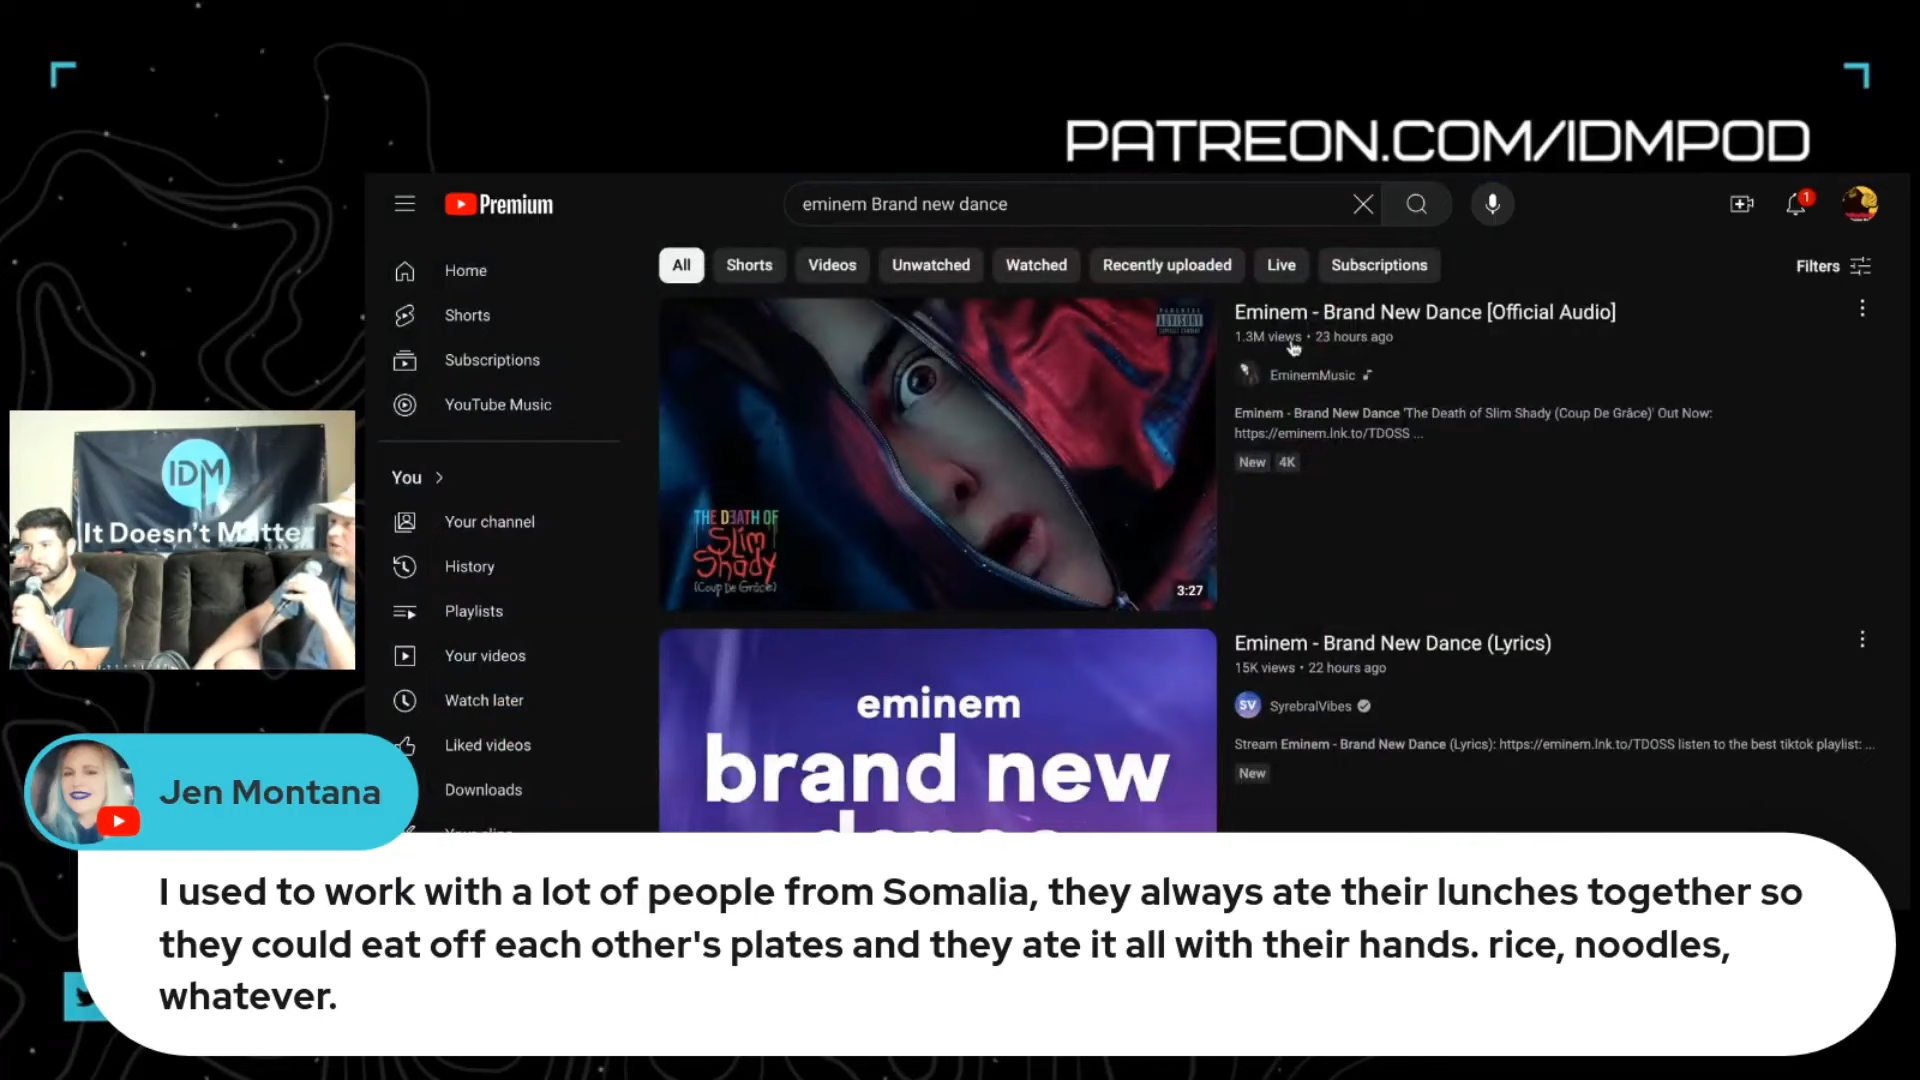 PATREON.COM/IDMPOD
Premium
eminem Brand new dance
1
All
Shorts
Videos
Unwatched
Watched
Recently uploaded
Live
Subscriptions
Filters
Home
Shorts
Subscriptions
YouTube Music
You
Your channel
History
Playlists
Your videos
Watch later
Liked videos
Downloads
PARENTAL
ADVISORY
THE DEATH OF
Slim
Shady
(Coup De Grâce)
3:27
Eminem - Brand New Dance [Official Audio]
1.3M views • 23 hours ago
EminemMusic
Eminem - Brand New Dance 'The Death of Slim Shady (Coup De Grâce)' Out Now:
https://eminem.lnk.to/TDOSS ...
New 4K
eminem
brand new
Eminem - Brand New Dance (Lyrics)
15K views • 22 hours ago
SV SyrebralVibes
Stream Eminem - Brand New Dance (Lyrics): https://eminem.lnk.to/TDOSS listen to the best tiktok playlist: ...
New
IDM
It Doesn't Matter
Jen Montana
I used to work with a lot of people from Somalia, they always ate their lunches together so
they could eat off each other's plates and they ate it all with their hands. rice, noodles,
whatever.